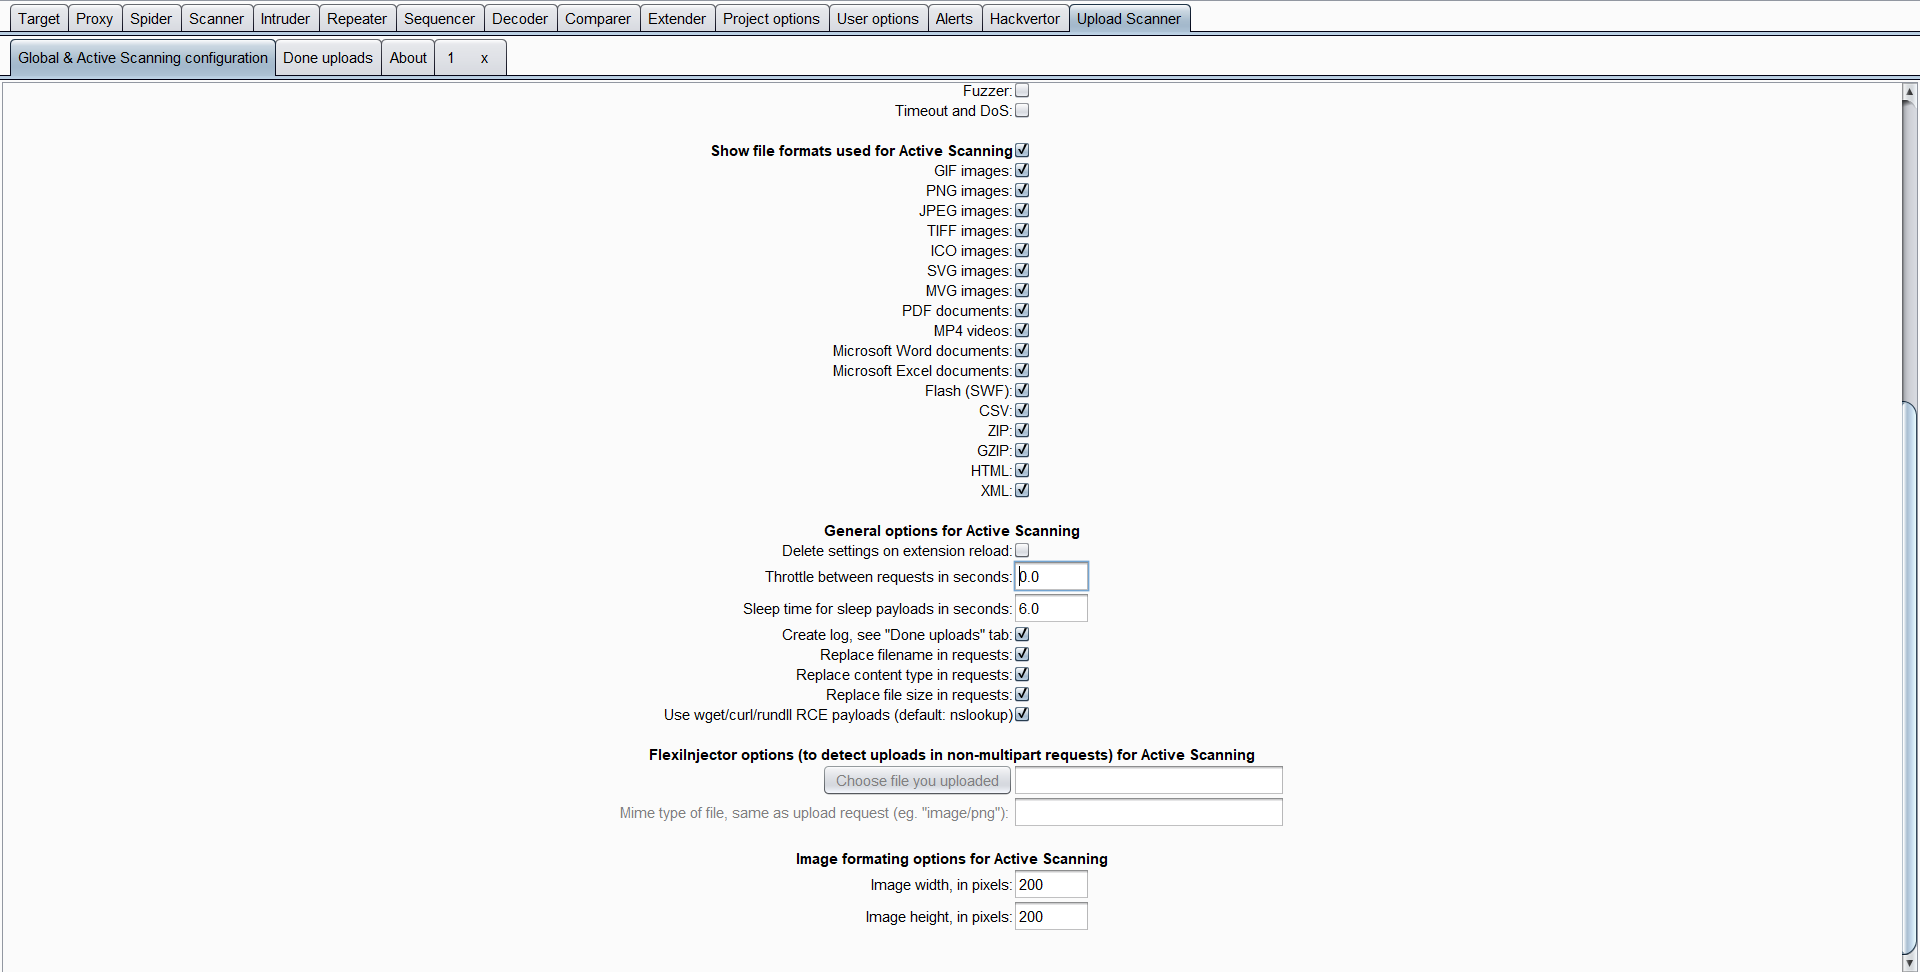 Target Proxy Spider Scanner Intruder Repeater Sequencer Decoder Comparer Extender Project options User options Alerts Hackvertor Upload Scanner
Global & Active Scanning configuration Done uploads About 1 x
Fuzzer:
Timeout and DoS:
Show file formats used for Active Scanning
GIF images:
PNG images:
JPEG images:
TIFF images:
ICO images:
SVG images:
MVG images:
PDF documents:
MP4 videos:
Microsoft Word documents:
Microsoft Excel documents:
Flash (SWF):
CSV:
ZIP:
GZIP:
HTML:
XML:
General options for Active Scanning
Delete settings on extension reload:
Throttle between requests in seconds: 0.0
Sleep time for sleep payloads in seconds: 6.0
Create log, see "Done uploads" tab:
Replace filename in requests:
Replace content type in requests:
Replace file size in requests:
Use wget/curl/rundll RCE payloads (default: nslookup)
FlexiInjector options (to detect uploads in non-multipart requests) for Active Scanning
Choose file you uploaded
Mime type of file, same as upload request (eg. "image/png"):
Image formating options for Active Scanning
Image width, in pixels: 200
Image height, in pixels: 200